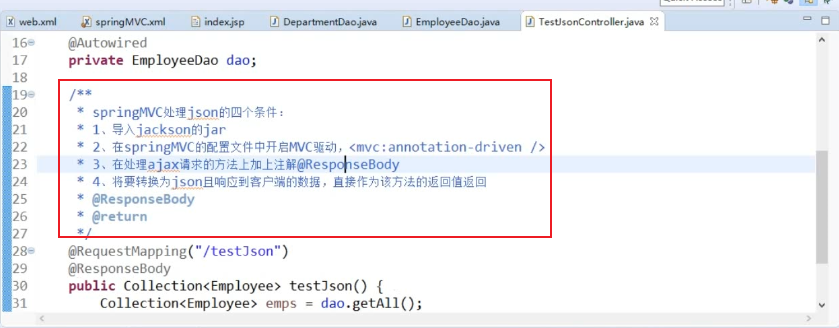 web.xml springMVC.xml index.jsp DepartmentDao.java EmployeeDao.java TestJsonController.java
16 @Autowired
17 private EmployeeDao dao;
18
19 /**
20 * springMVC处理json的四个条件：
21 * 1、导入jackson的jar
22 * 2、在springMVC的配置文件中开启MVC驱动，<mvc:annotation-driven />
23 * 3、在处理ajax请求的方法上加上注解@ResponseBody
24 * 4、将要转换为json且响应到客户端的数据，直接作为该方法的返回值返回
25 * @ResponseBody
26 * @return
27 */
28 @RequestMapping("/testJson")
29 @ResponseBody
30 public Collection<Employee> testJson() {
31 Collection<Employee> emps = dao.getAll();